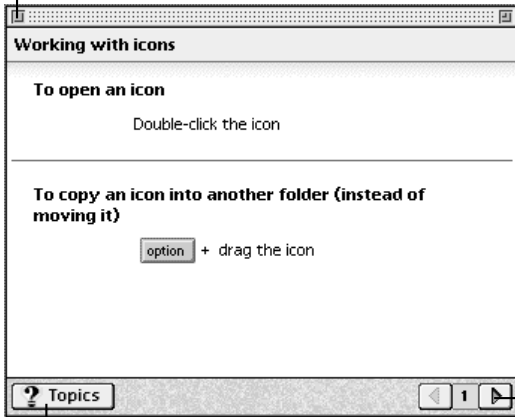 Working with icons
To open an icon
Double-click the icon
To copy an icon into another folder (instead of
moving it)
option + drag the icon
? Topics
1